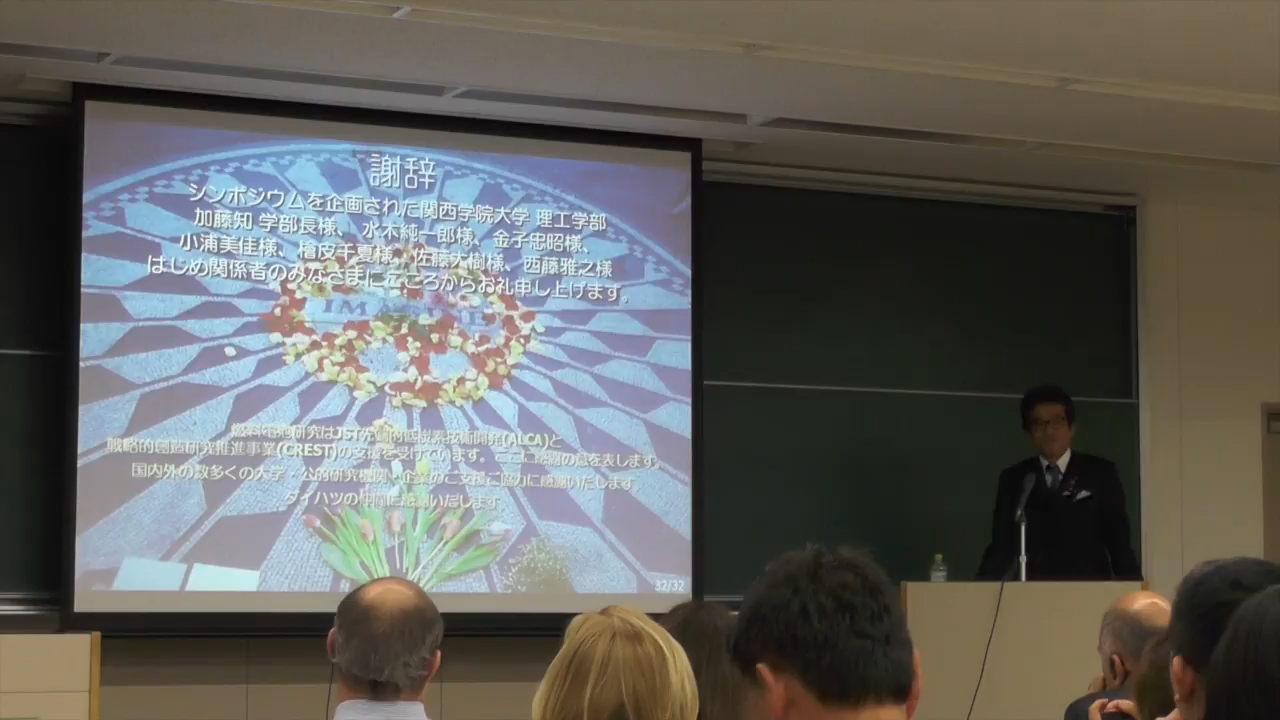 謝辞
シンポジウムを企画された関西学院大学 理工学部
加藤知 学部長様、 水木純一郎様、 金子忠昭様、
小浦美佳様、檜皮千夏様、佐藤大樹様、西藤雅之様
はじめ関係者のみなさまにこころからお礼申し上げます。
IMAGINE
燃料電池研究はJST先端的低炭素化技術開発(ALCA)と
戦略的創造研究推進事業(CREST)の支援を受けています。ここに感謝の意を表します。
国内外の数多くの大学・公的研究機関・企業のご支援ご協力に感謝いたします
ダイハツの仲間に感謝いたします
32/32